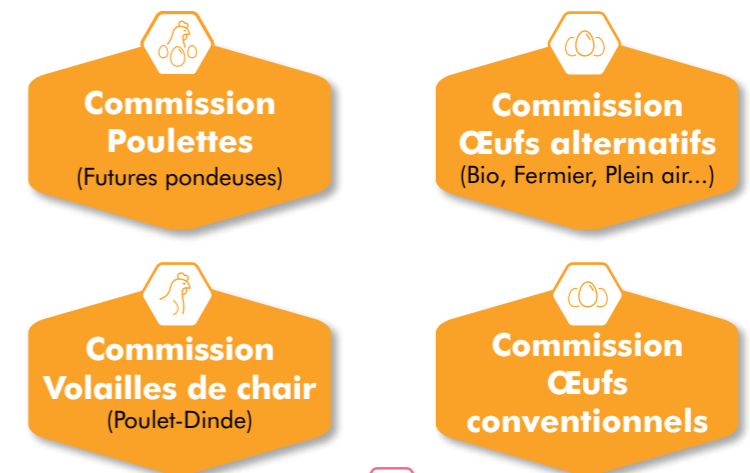 Commission
Poulettes
(Futures pondeuses)
Commission
Œufs alternatifs
(Bio, Fermier, Plein air...)
Commission
Volailles de chair
(Poulet-Dinde)
Commission
Œufs
conventionnels